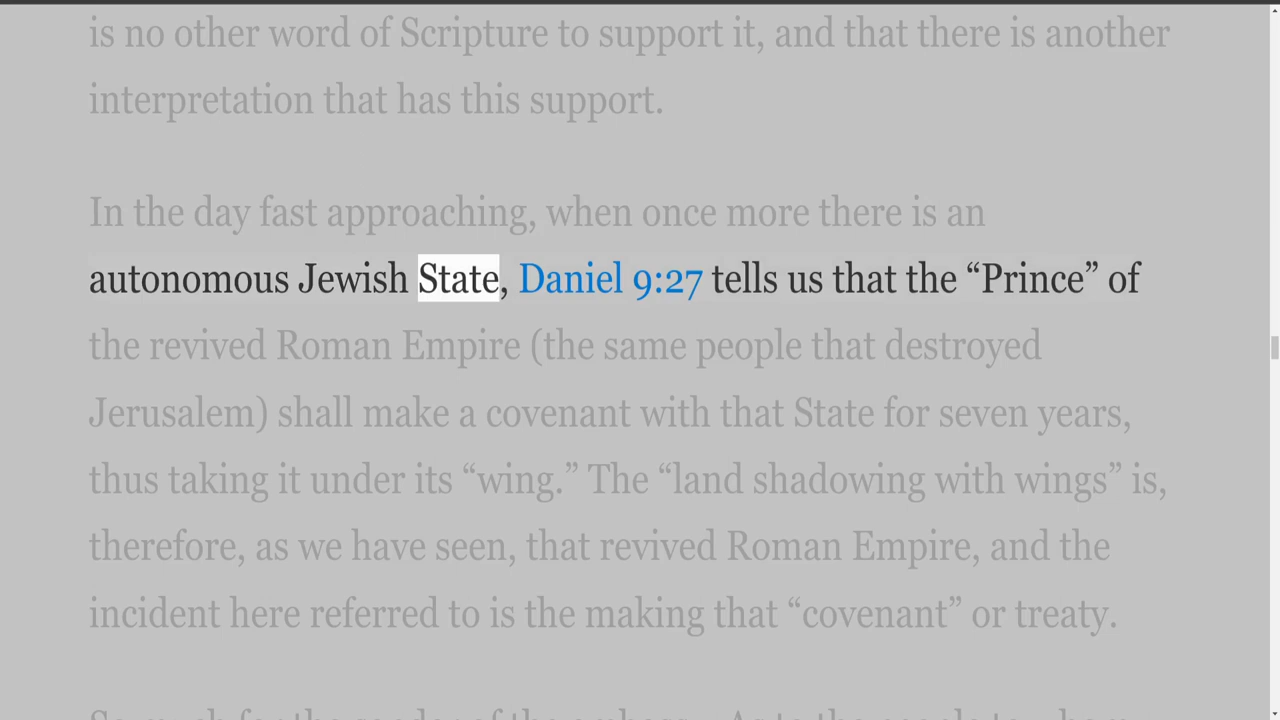 is no other word of Scripture to support it, and that there is another
interpretation that has this support.
In the day fast approaching, when once more there is an
autonomous Jewish State, Daniel 9:27 tells us that the “Prince” of
the revived Roman Empire (the same people that destroyed
Jerusalem) shall make a covenant with that State for seven years,
thus taking it under its “wing.” The “land shadowing with wings” is,
therefore, as we have seen, that revived Roman Empire, and the
incident here referred to is the making that “covenant” or treaty.